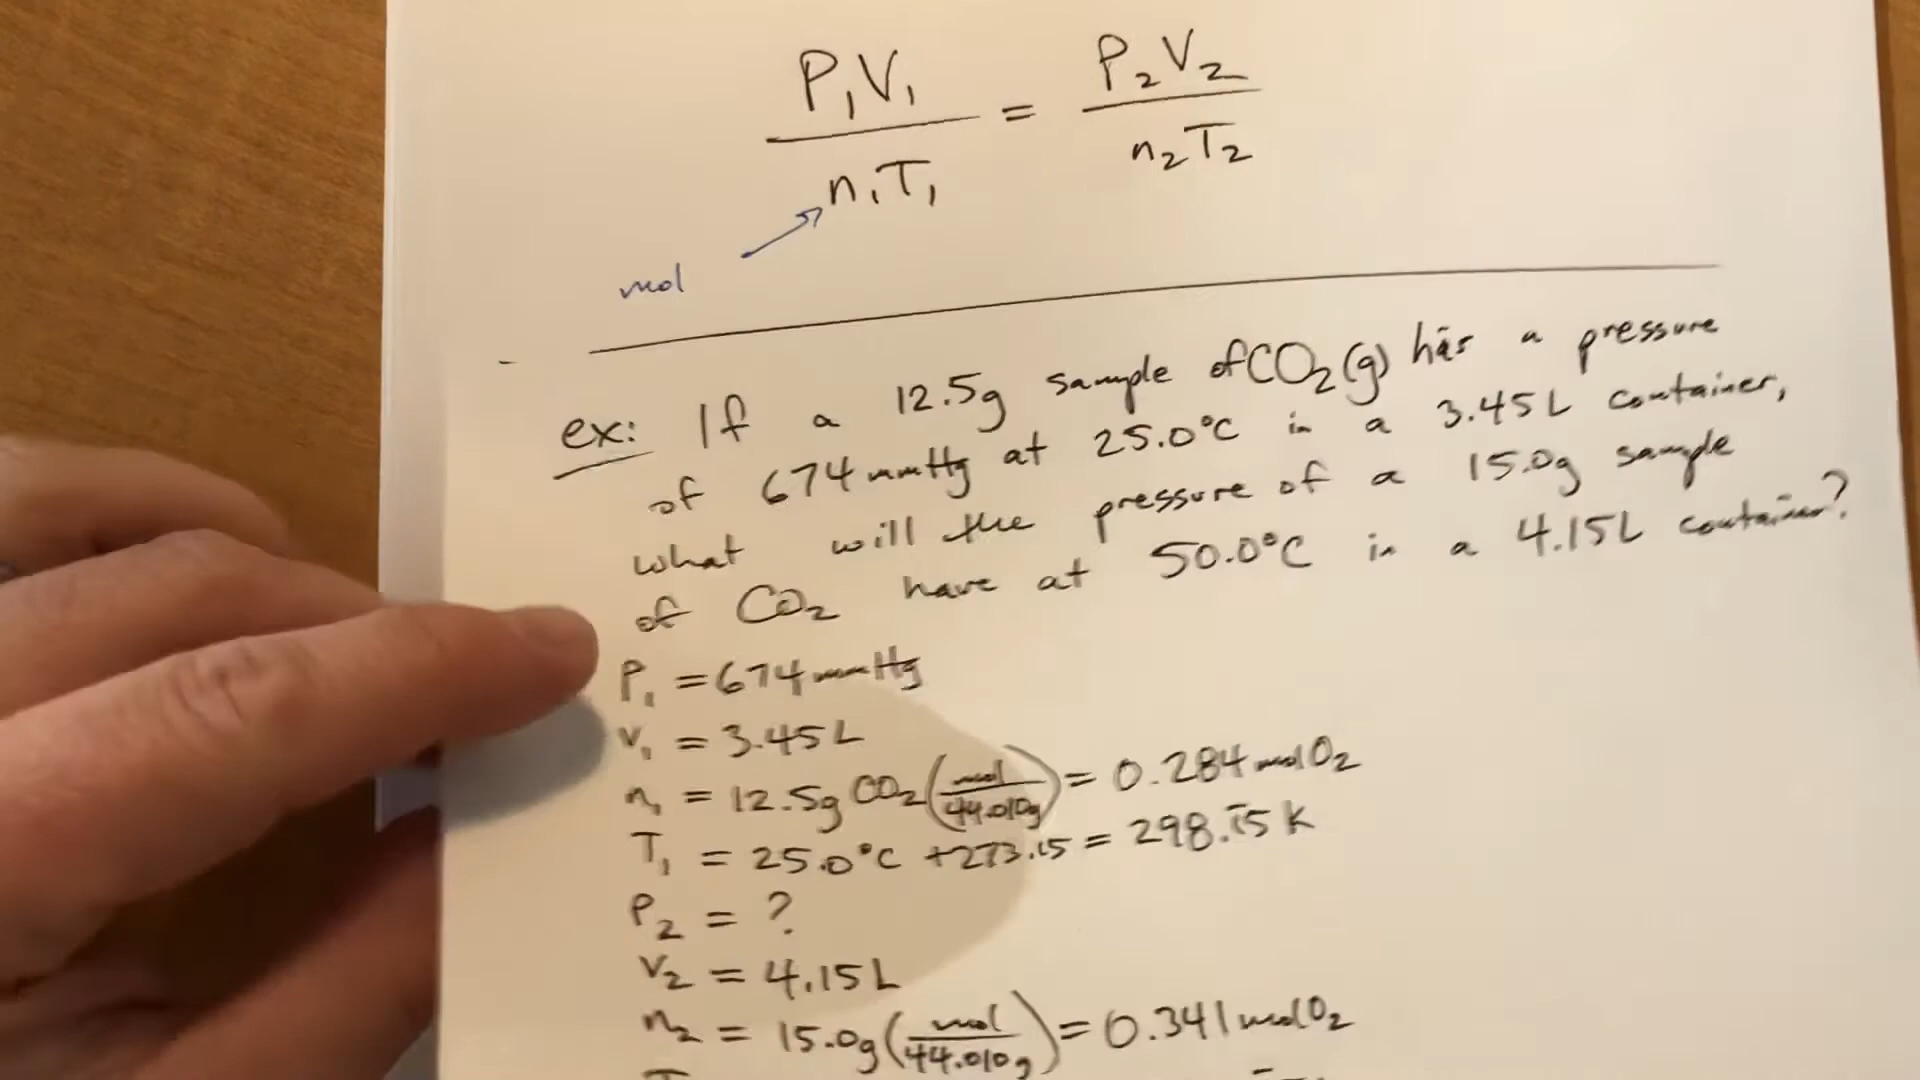 P₁V₁ / n₁T₁ = P₂V₂ / n₂T₂
mol
ex: If a 12.5g sample of CO₂(g) has a pressure
of 674 mmHg at 25.0°C in a 3.45L container,
what will the pressure of a 15.0g sample
of CO₂ have at 50.0°C in a 4.15L container?
P₁ = 674 mmHg
V₁ = 3.45L
n₁ = 12.5g CO₂ (mol / 44.010g) = 0.284 mol O₂
T₁ = 25.0°C + 273.15 = 298.15 K
P₂ = ?
V₂ = 4.15L
n₂ = 15.0g (mol / 44.010g) = 0.341 mol O₂